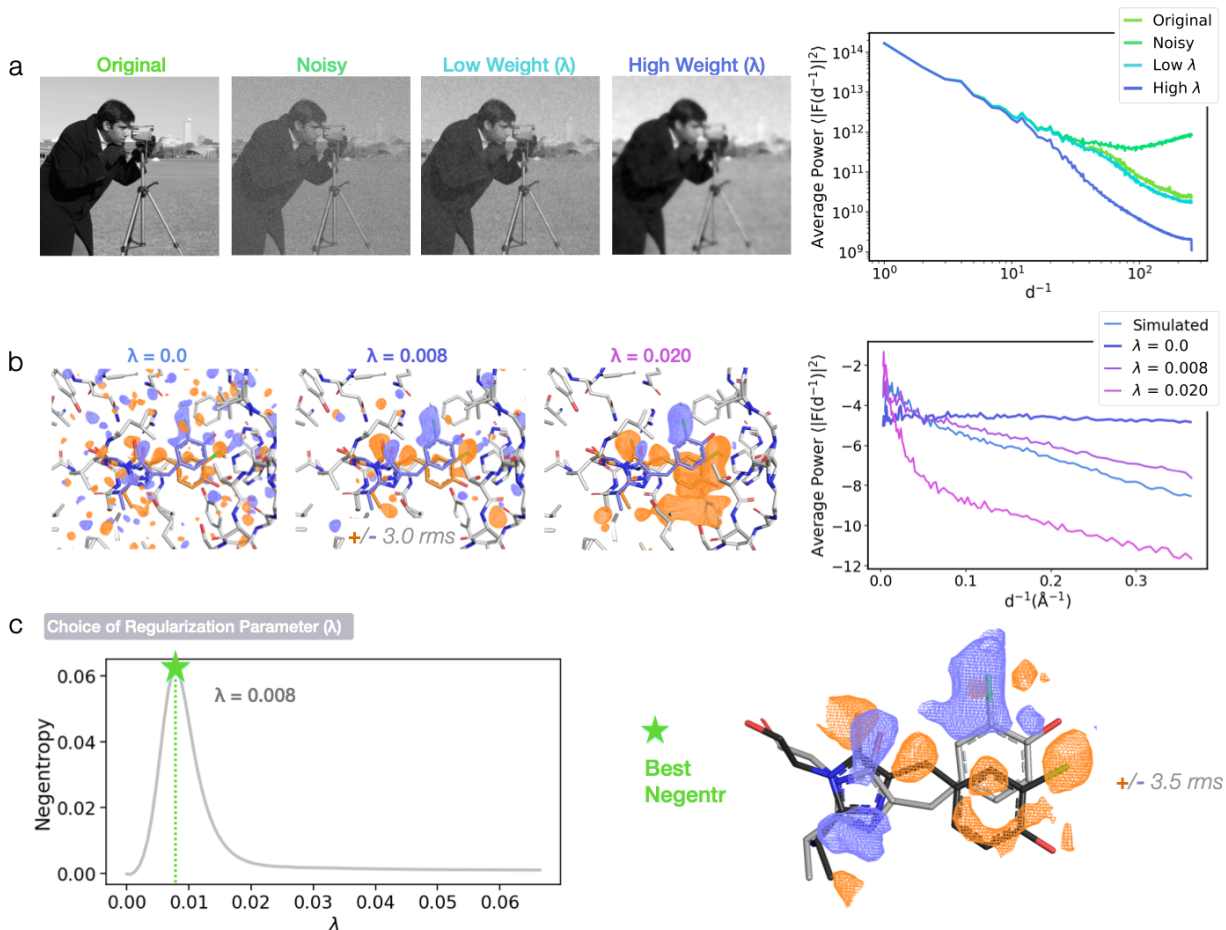 a
Original
Noisy
Low Weight (λ)
High Weight (λ)
Average Power ⟨|F(d⁻¹)|²⟩
10¹⁴
10¹³
10¹²
10¹¹
10¹⁰
10⁹
10⁰
10¹
10²
d⁻¹
Original
Noisy
Low λ
High λ
b
λ = 0.0
λ = 0.008
λ = 0.020
+/- 3.0 rms
Average Power ⟨|F(d⁻¹)|²⟩
−2
−4
−6
−8
−10
−12
0.0
0.1
0.2
0.3
d⁻¹(Å⁻¹)
Simulated
λ = 0.0
λ = 0.008
λ = 0.020
c
Choice of Regularization Parameter (λ)
Negentropy
0.06
0.04
0.02
0.00
λ = 0.008
0.00
0.01
0.02
0.03
0.04
0.05
0.06
λ
Best
Negentr
+/- 3.5 rms